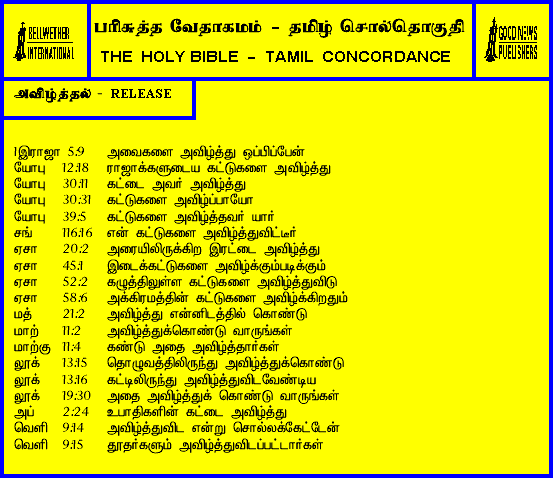 BELLWETHER
INTERNATIONAL
பரிசுத்த வேதாகமம் - தமிழ் சொல்தொகுதி
THE HOLY BIBLE - TAMIL CONCORDANCE
GOOD NEWS
PUBLISHERS
அவிழ்த்தல் - RELEASE
1இராஜா 5:9 அவைகளை அவிழ்த்து ஒப்பிப்பேன்
யோபு 12:18 ராஜாக்களுடைய கட்டுகளை அவிழ்த்து
யோபு 30:11 கட்டை அவர் அவிழ்த்து
யோபு 30:31 கட்டுகளை அவிழ்ப்பாயோ
யோபு 39:5 கட்டுகளை அவிழ்த்தவர் யார்
சங் 116:16 என் கட்டுகளை அவிழ்த்துவிட்டீர்
ஏசா 20:2 அரையிலிருக்கிற இரட்டை அவிழ்த்து
ஏசா 45:1 இடைக்கட்டுகளை அவிழ்க்கும்படிக்கும்
ஏசா 52:2 கழுத்திலுள்ள கட்டுகளை அவிழ்த்துவிடு
ஏசா 58:6 அக்கிரமத்தின் கட்டுகளை அவிழ்க்கிறதும்
மத் 21:2 அவிழ்த்து என்னிடத்தில் கொண்டு
மாற் 11:2 அவிழ்த்துக்கொண்டு வாருங்கள்
மாற்கு 11:4 கண்டு அதை அவிழ்த்தார்கள்
லூக் 13:15 தொழுவத்திலிருந்து அவிழ்த்துக்கொண்டு
லூக் 13:16 கட்டிலிருந்து அவிழ்த்துவிடவேண்டிய
லூக் 19:30 அதை அவிழ்த்துக் கொண்டு வாருங்கள்
அப் 2:24 உபாதிகளின் கட்டை அவிழ்த்து
வெளி 9:14 அவிழ்த்துவிட என்று சொல்லக்கேட்டேன்
வெளி 9:15 தூதர்களும் அவிழ்த்துவிடப்பட்டார்கள்